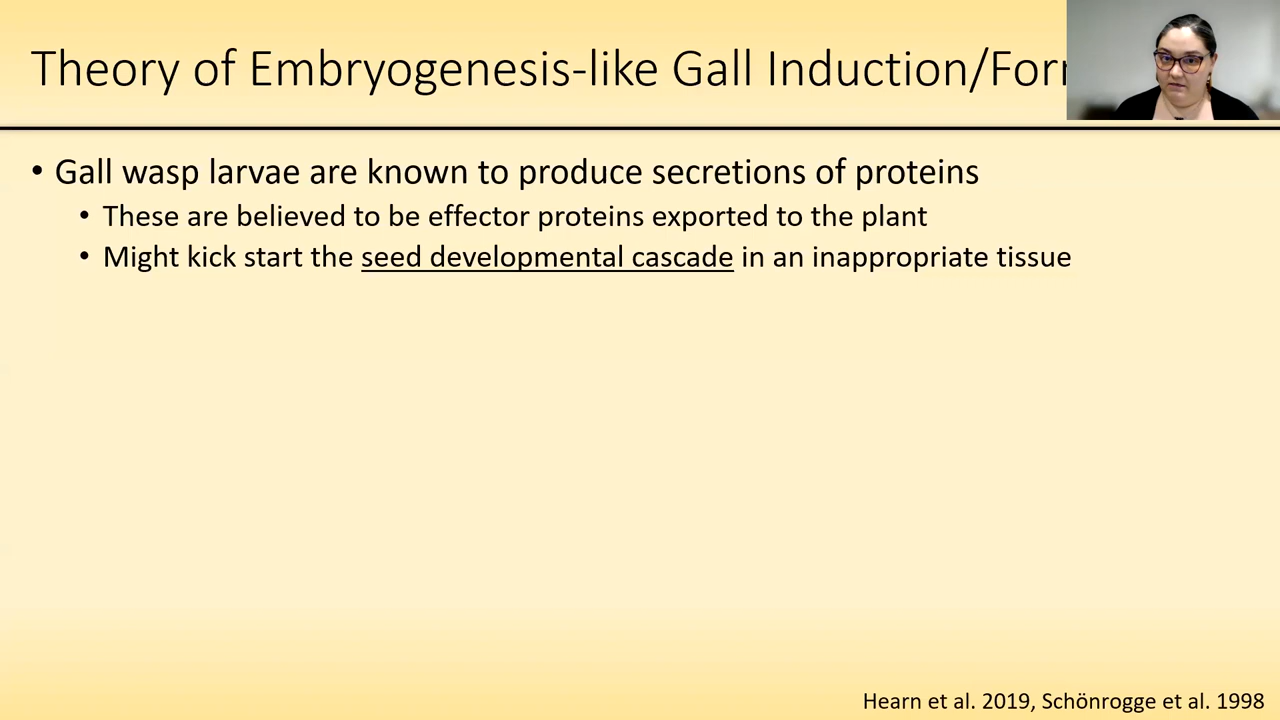 Theory of Embryogenesis-like Gall Induction/For
• Gall wasp larvae are known to produce secretions of proteins
• These are believed to be effector proteins exported to the plant
• Might kick start the seed developmental cascade in an inappropriate tissue
Hearn et al. 2019, Schönrogge et al. 1998